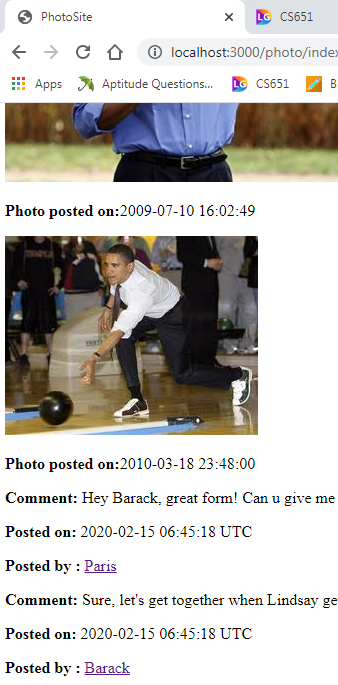 PhotoSite
CS651
localhost:3000/photo/index
Apps Aptitude Questions... CS651 B
Photo posted on:2009-07-10 16:02:49
Photo posted on:2010-03-18 23:48:00
Comment: Hey Barack, great form! Can u give me
Posted on: 2020-02-15 06:45:18 UTC
Posted by : Paris
Comment: Sure, let's get together when Lindsay ge
Posted on: 2020-02-15 06:45:18 UTC
Posted by : Barack